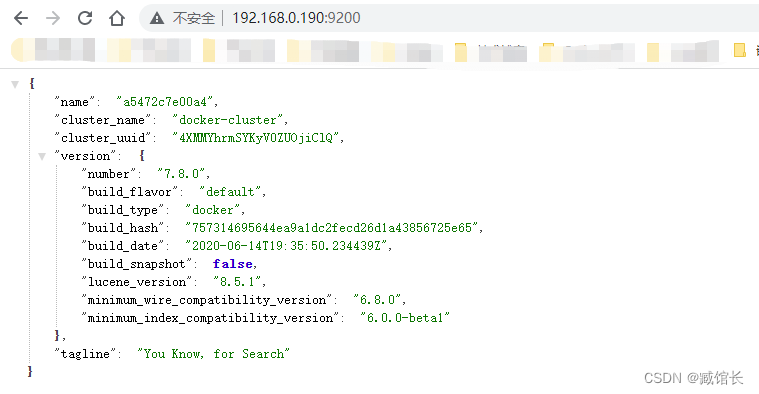 不安全 192.168.0.190:9200
{
"name": "a5472c7e00a4",
"cluster_name": "docker-cluster",
"cluster_uuid": "4XMMYhrmSYKyV0ZUOjiClQ",
"version": {
"number": "7.8.0",
"build_flavor": "default",
"build_type": "docker",
"build_hash": "757314695644ea9a1dc2fecd26d1a43856725e65",
"build_date": "2020-06-14T19:35:50.234439Z",
"build_snapshot": false,
"lucene_version": "8.5.1",
"minimum_wire_compatibility_version": "6.8.0",
"minimum_index_compatibility_version": "6.0.0-beta1"
},
"tagline": "You Know, for Search"
}
CSDN @臧馆长